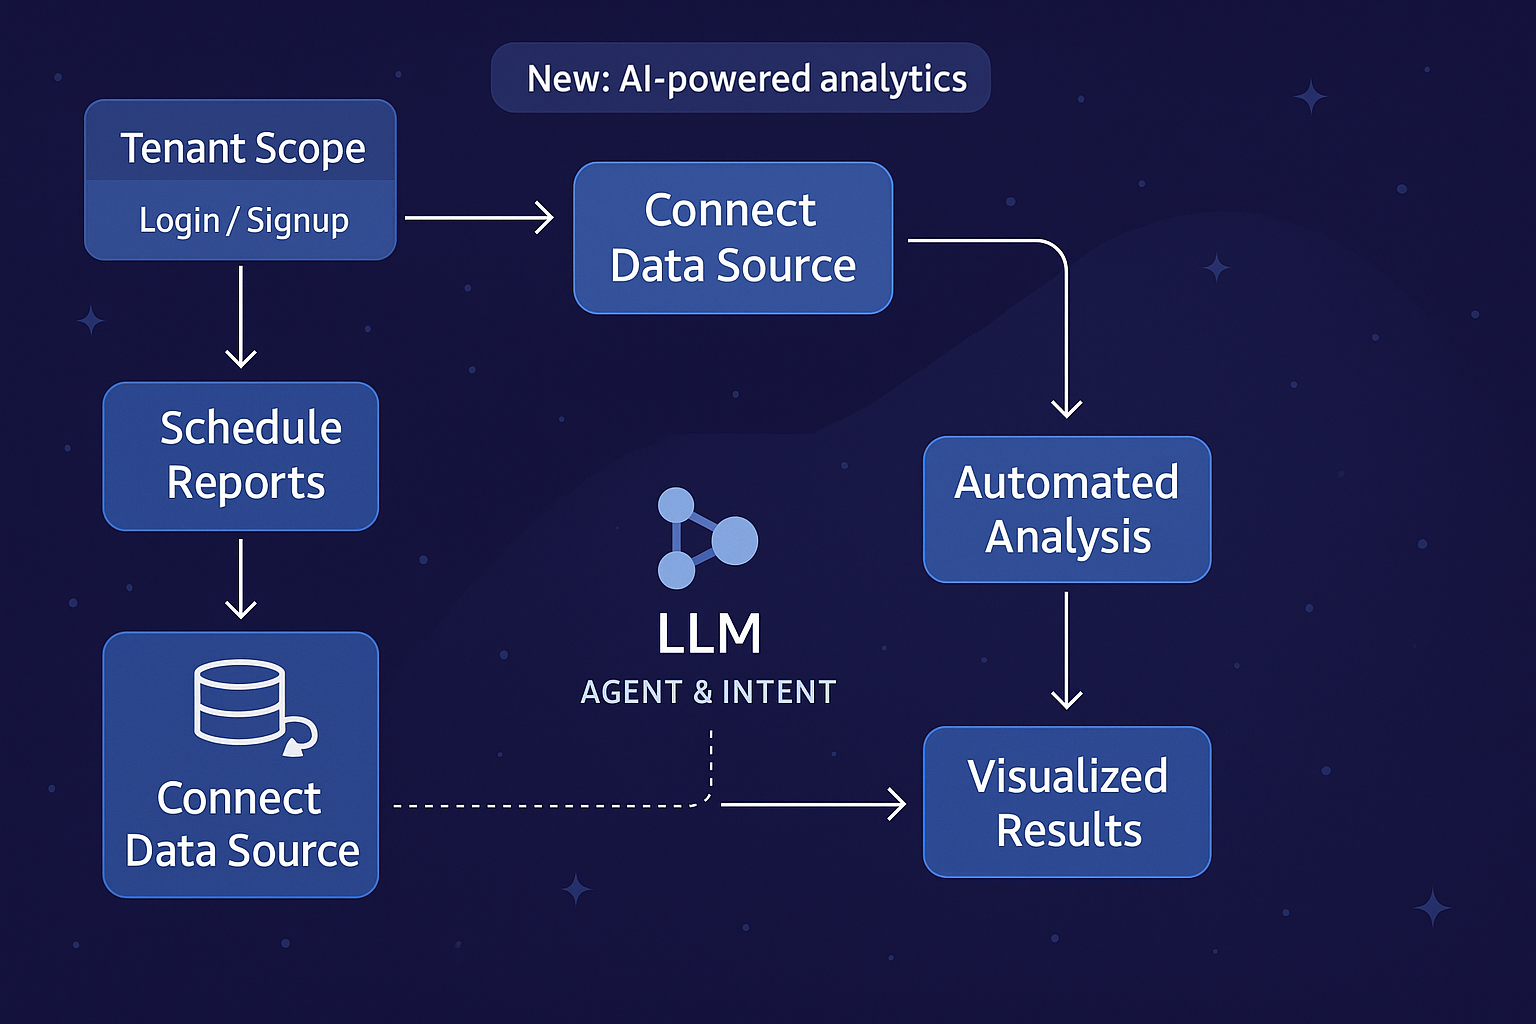 New: AI-powered analytics
Tenant Scope
Login / Signup
Connect
Data Source
Schedule
Reports
Automated
Analysis
LLM
AGENT & INTENT
Connect
Data Source
Visualized
Results